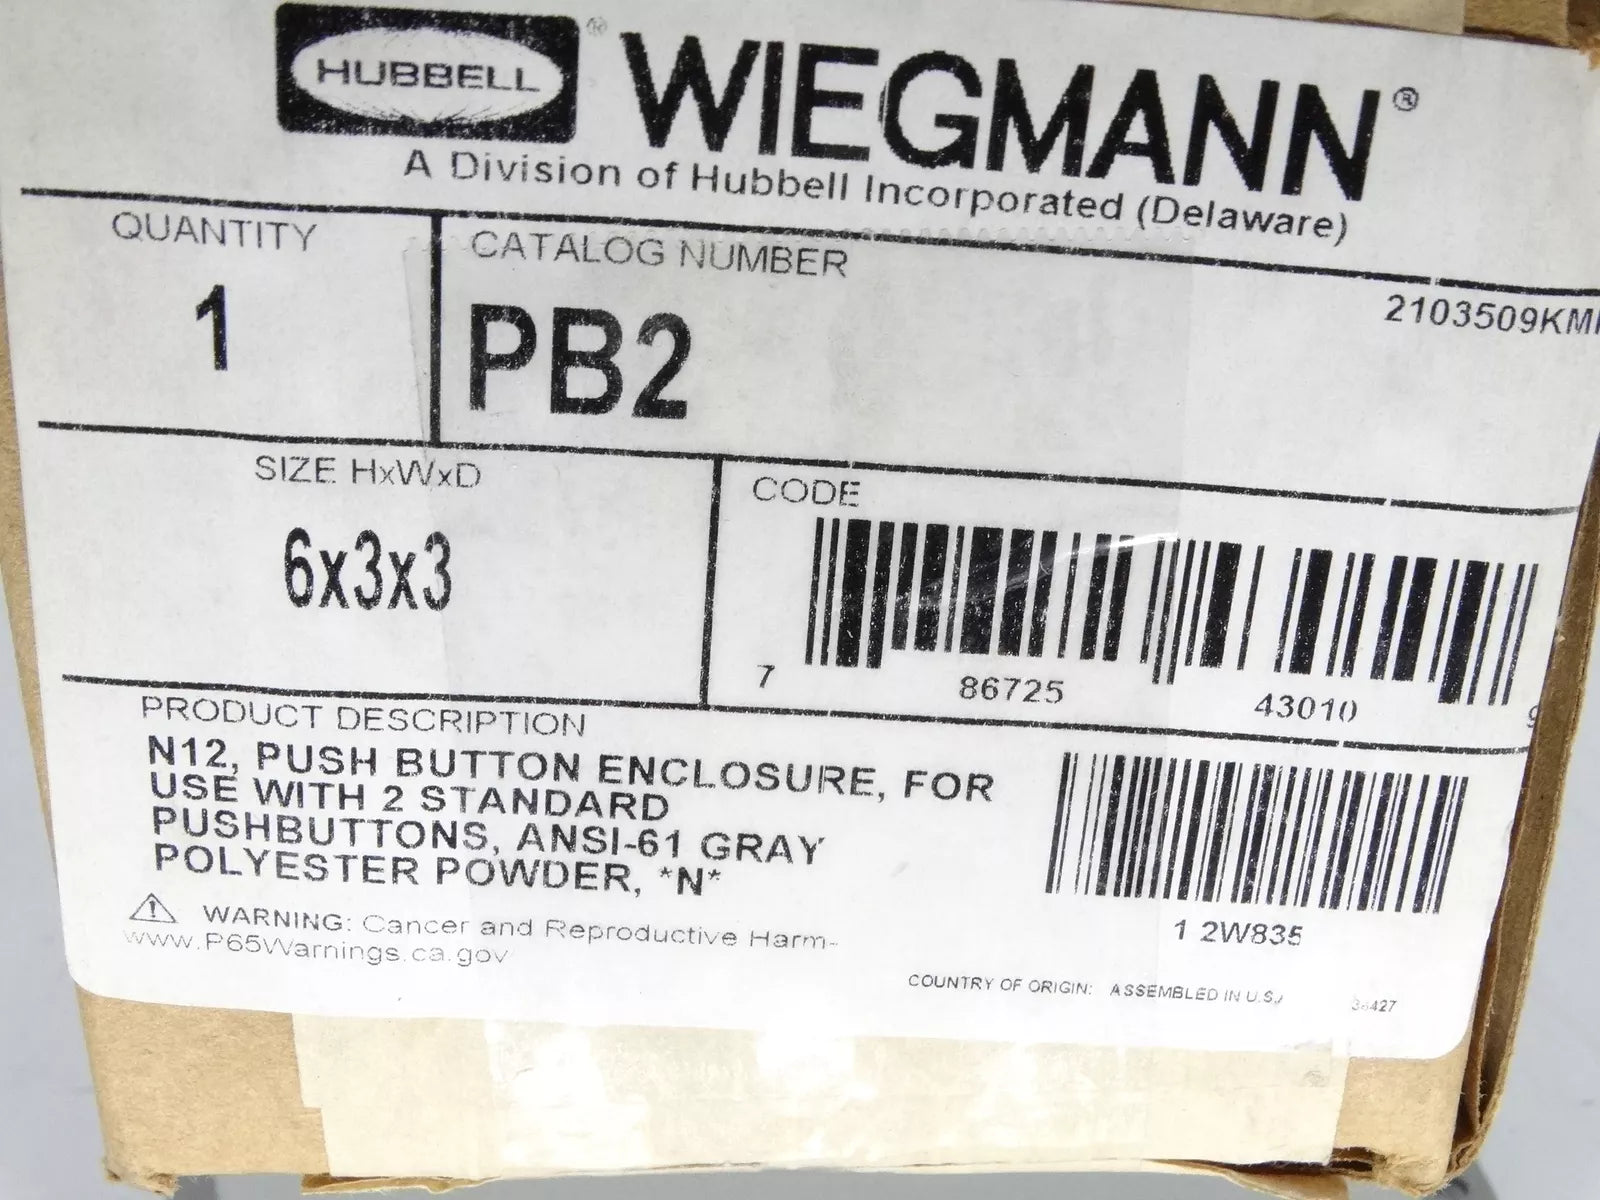 HUBBELL ® WIEGMANN®
A Division of Hubbell Incorporated (Delaware)
QUANTITY
1
CATALOG NUMBER
PB2
2103509KM
SIZE HxWxD
6x3x3
CODE
7 86725 43010 9
PRODUCT DESCRIPTION
N12, PUSH BUTTON ENCLOSURE, FOR
USE WITH 2 STANDARD
PUSHBUTTONS, ANSI-61 GRAY
POLYESTER POWDER, *N*
WARNING: Cancer and Reproductive Harm-
www.P65Warnings.ca.gov
1 2W835
COUNTRY OF ORIGIN: ASSEMBLED IN U.S.